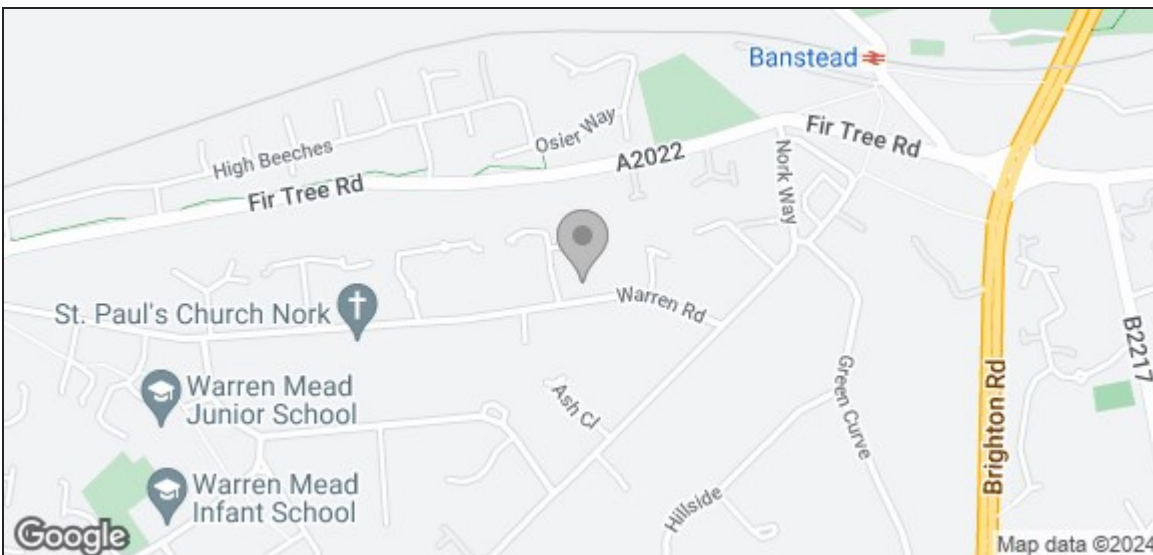 Banstead
Osier Way
High Beeches
Fir Tree Rd
A2022
Fir Tree Rd
Nork Way
St. Paul's Church Nork
Warren Rd
B2217
Warren Mead
Junior School
Ash Cl
Green Curve
Brighton Rd
Warren Mead
Infant School
Hillside
Google
Map data ©2024